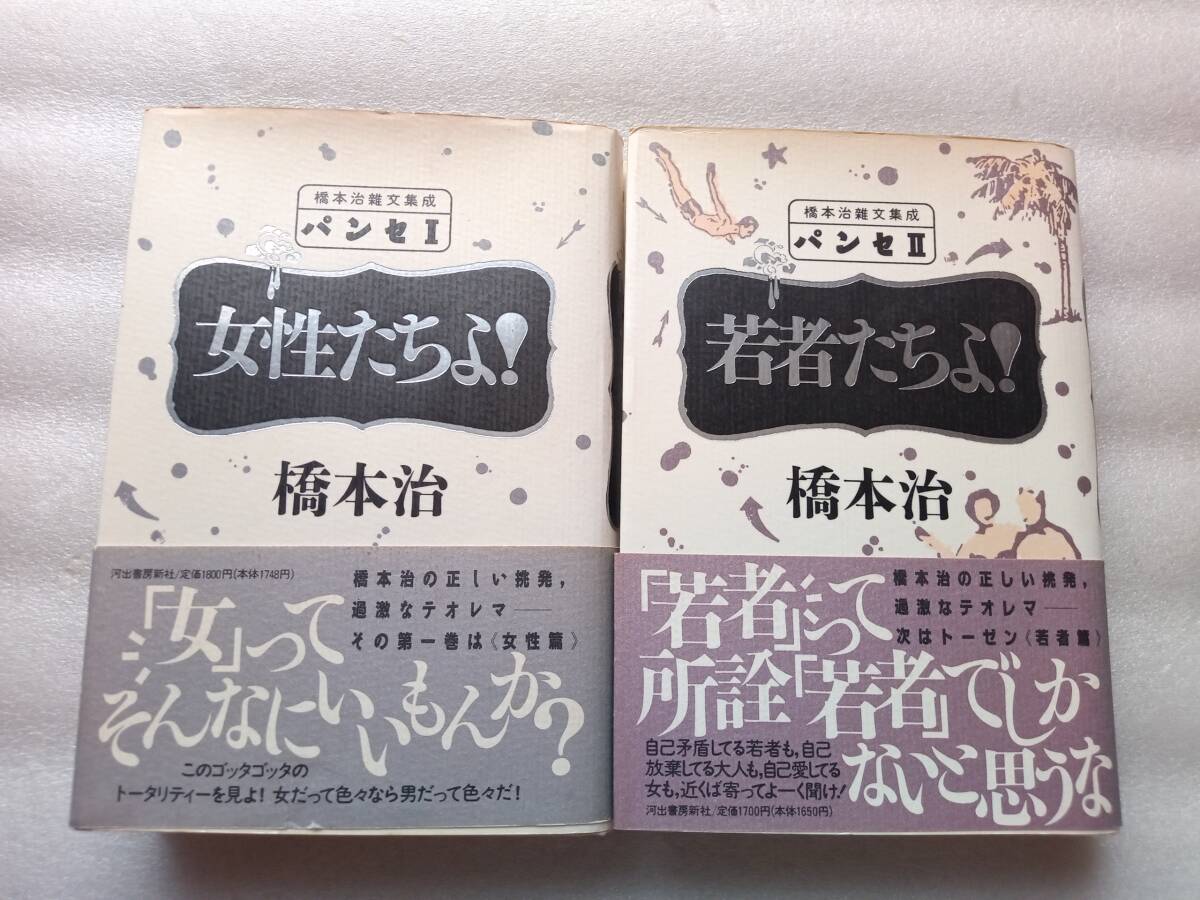 橋本治雜文集成
パンセI
女性たちよ!
橋本治
河出書房新社/定価1800円(本体1748円)
橋本治の正しい挑発,
過激なテオレマ——
その第一巻は《女性篇》
「女」って
そんなにいいもんか?
このゴッタゴッタの
トータリティーを見よ! 女だって色々なら男だって色々だ!
橋本治雜文集成
パンセII
若者たちよ!
橋本治
橋本治の正しい挑発,
過激なテオレマ——
次はトーゼン《若者篇》
「若者」って
所詮「若者」でしか
ないと、思うな
自己矛盾してる若者も,自己
放棄してる大人も,自己愛してる
女も,近くば寄ってよーく聞け!
河出書房新社/定価1700円(本体1650円)